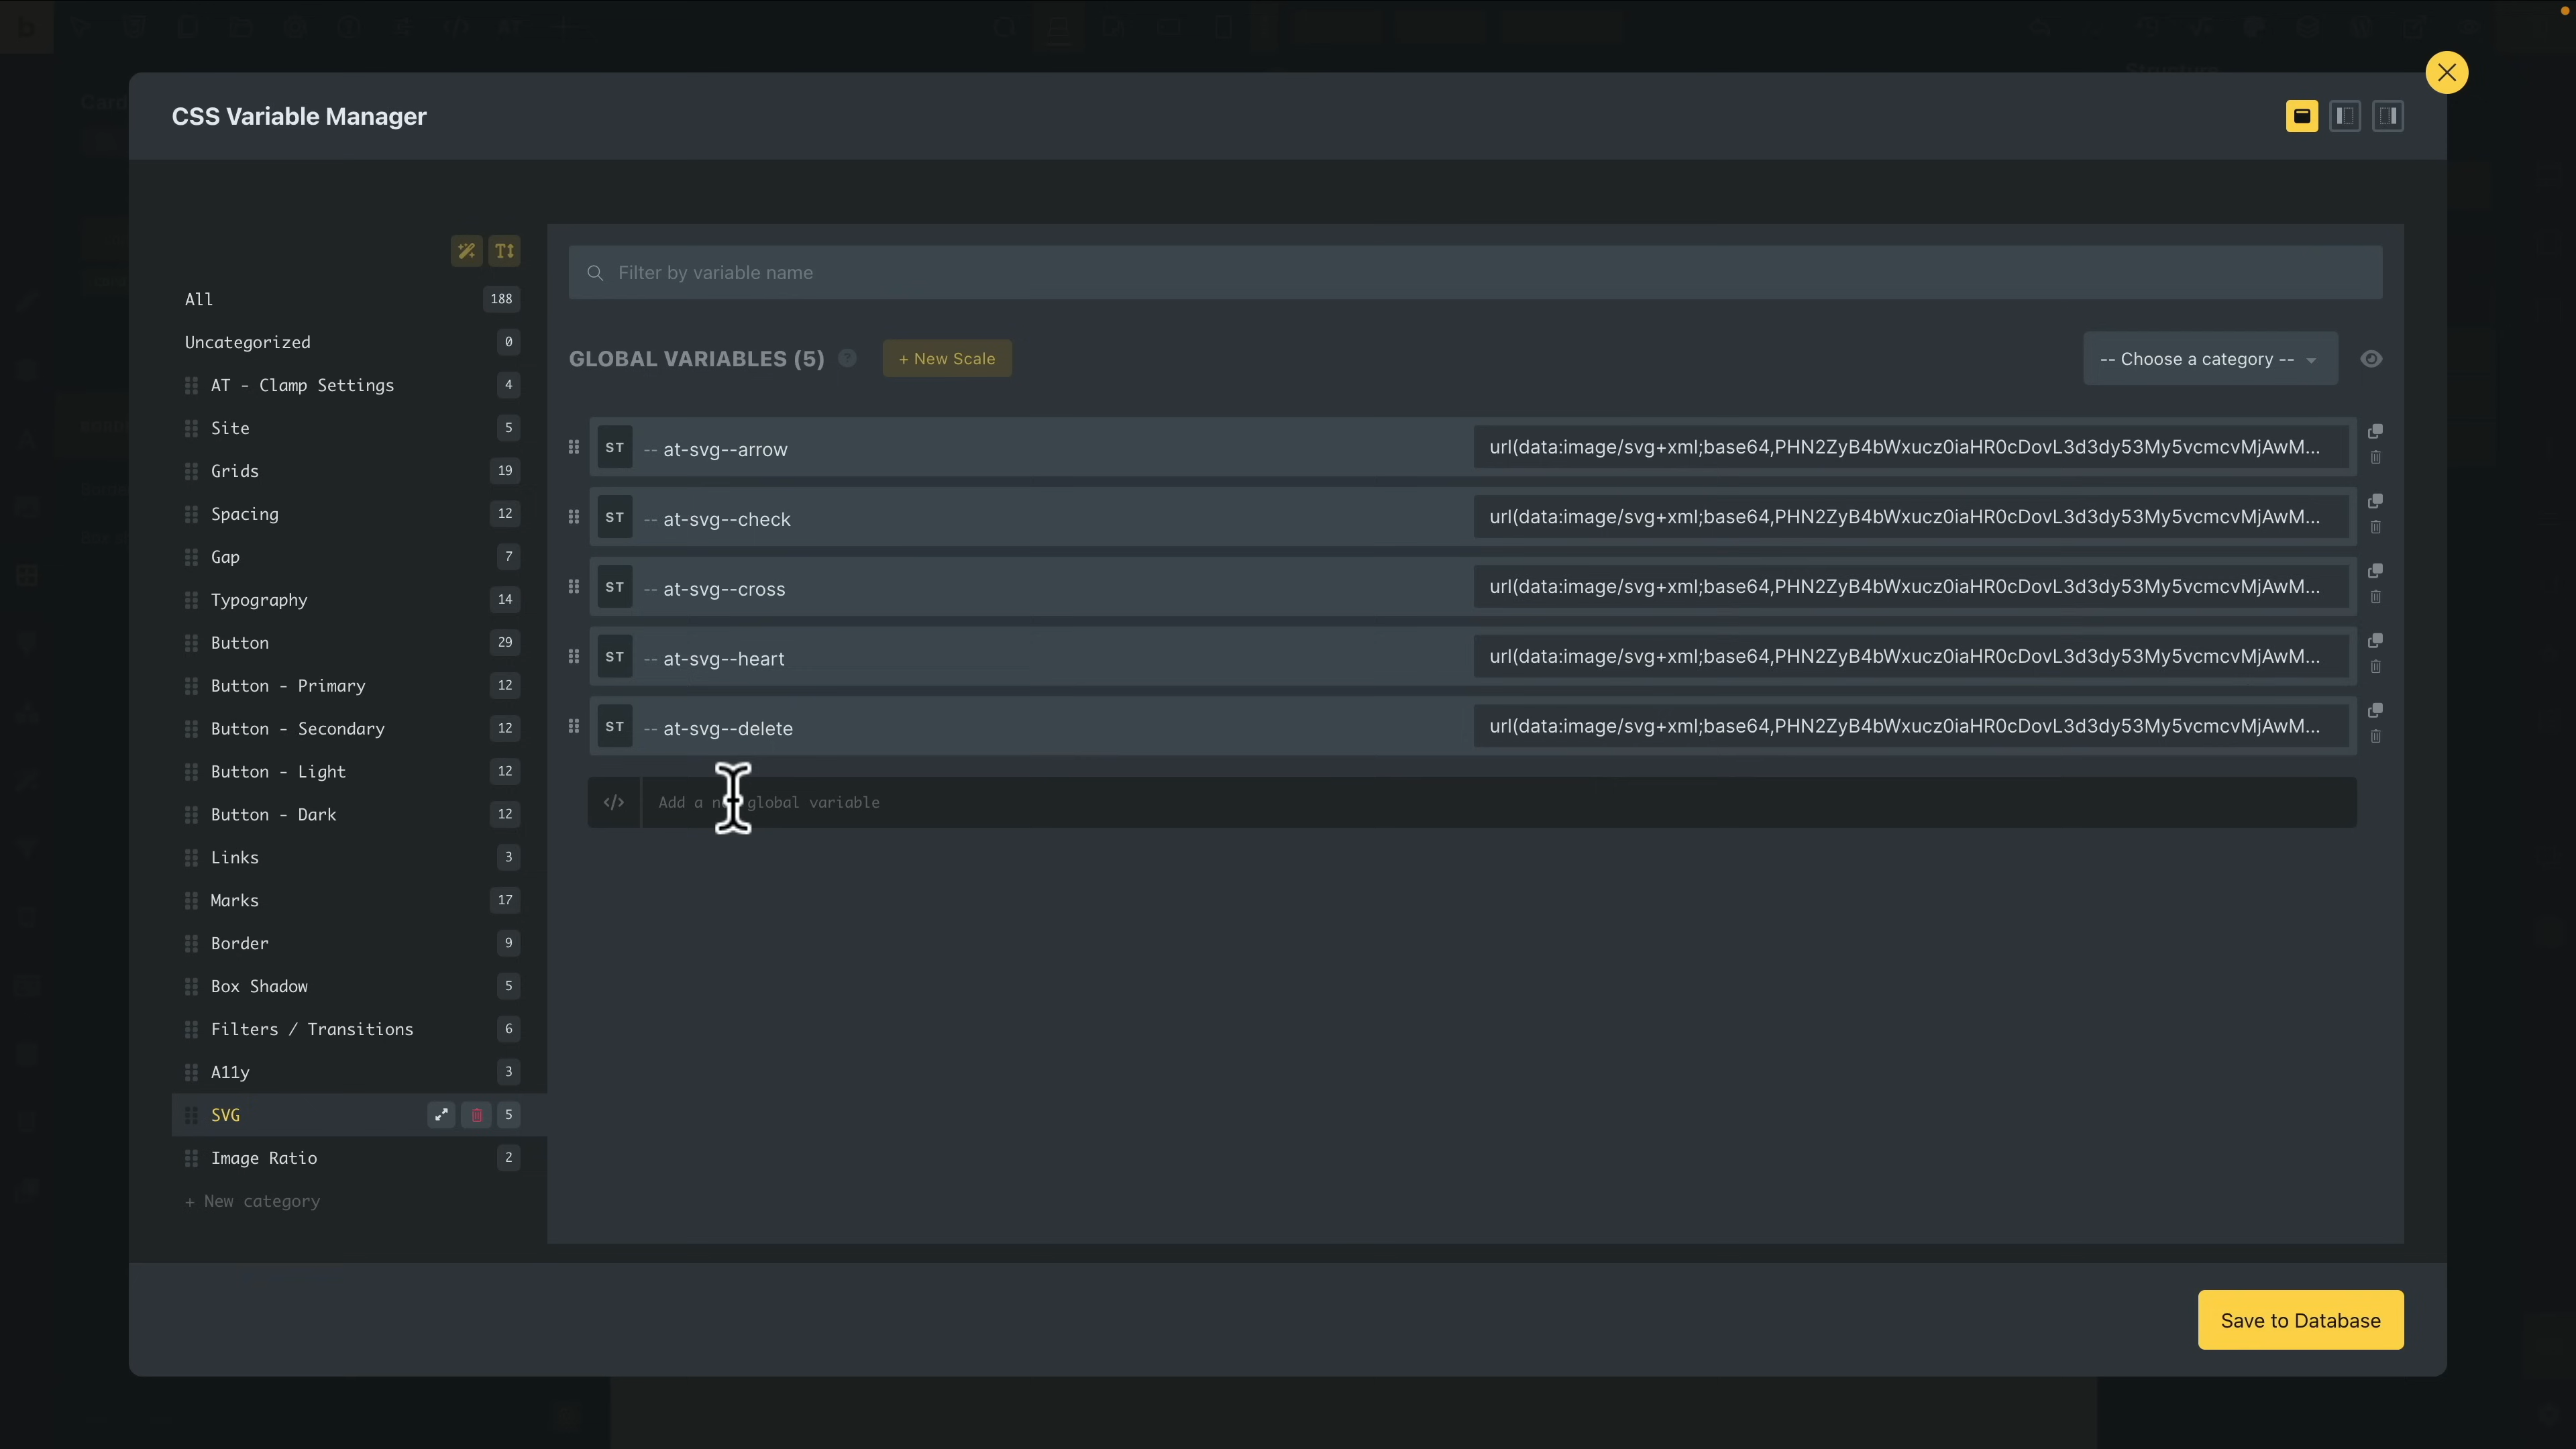 CSS Variable Manager
All 188
Uncategorized 0
AT - Clamp Settings 4
Site 5
Grids 19
Spacing 12
Gap 7
Typography 14
Button 29
Button - Primary 12
Button - Secondary 12
Button - Light 12
Button - Dark 12
Links 3
Marks 17
Border 9
Box Shadow 5
Filters / Transitions 6
A11y 3
SVG 5
Image Ratio 2
+ New category
Filter by variable name
GLOBAL VARIABLES (5) ? + New Scale
-- Choose a category --
ST -- at-svg--arrow url(data:image/svg+xml;base64,PHN2ZyB4bWxucz0iaHR0cDovL3d3dy53My5vcmcvMjAwM...
ST -- at-svg--check url(data:image/svg+xml;base64,PHN2ZyB4bWxucz0iaHR0cDovL3d3dy53My5vcmcvMjAwM...
ST -- at-svg--cross url(data:image/svg+xml;base64,PHN2ZyB4bWxucz0iaHR0cDovL3d3dy53My5vcmcvMjAwM...
ST -- at-svg--heart url(data:image/svg+xml;base64,PHN2ZyB4bWxucz0iaHR0cDovL3d3dy53My5vcmcvMjAwM...
ST -- at-svg--delete url(data:image/svg+xml;base64,PHN2ZyB4bWxucz0iaHR0cDovL3d3dy53My5vcmcvMjAwM...
</> Add a new global variable
Save to Database